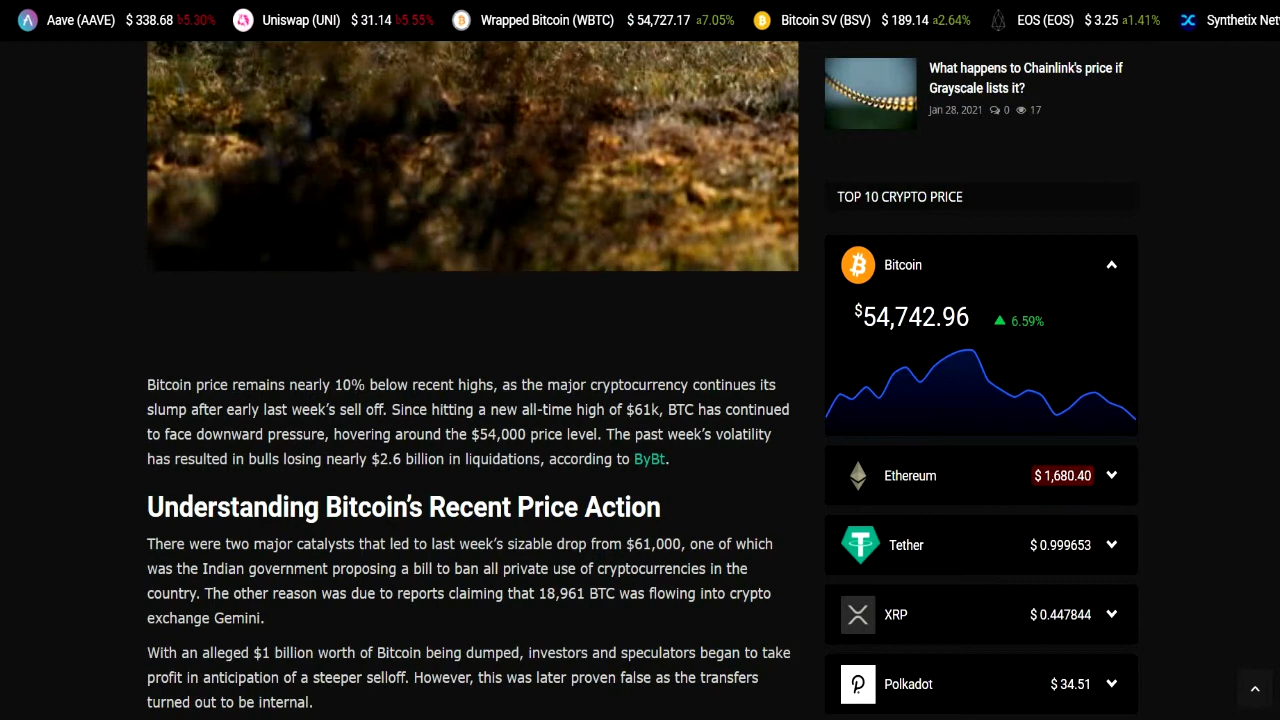 Aave (AAVE) $ 338.68 ь5.30% Uniswap (UNI) $ 31.14 ь5.55% Wrapped Bitcoin (WBTC) $ 54,727.17 а7.05% Bitcoin SV (BSV) $ 189.14 а2.64% EOS (EOS) $ 3.25 а1.41% Synthetix Net
What happens to Chainlink's price if
Grayscale lists it?
Jan 28, 2021 0 17
TOP 10 CRYPTO PRICE
Bitcoin
$54,742.96 6.59%
Ethereum $ 1,680.40
Tether $ 0.999653
XRP $ 0.447844
Polkadot $ 34.51
Bitcoin price remains nearly 10% below recent highs, as the major cryptocurrency continues its
slump after early last week's sell off. Since hitting a new all-time high of $61k, BTC has continued
to face downward pressure, hovering around the $54,000 price level. The past week's volatility
has resulted in bulls losing nearly $2.6 billion in liquidations, according to ByBt.
Understanding Bitcoin's Recent Price Action
There were two major catalysts that led to last week's sizable drop from $61,000, one of which
was the Indian government proposing a bill to ban all private use of cryptocurrencies in the
country. The other reason was due to reports claiming that 18,961 BTC was flowing into crypto
exchange Gemini.
With an alleged $1 billion worth of Bitcoin being dumped, investors and speculators began to take
profit in anticipation of a steeper selloff. However, this was later proven false as the transfers
turned out to be internal.